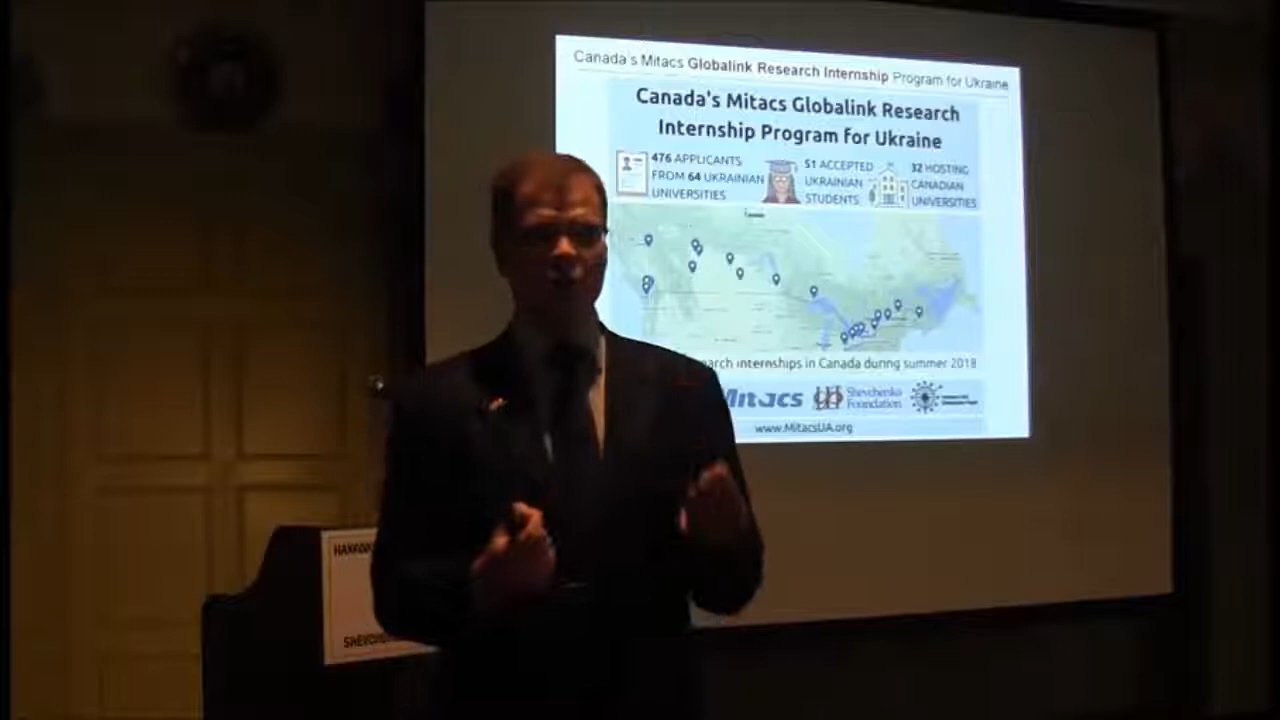 Canada's Mitacs Globalink Research Internship Program for Ukraine
Canada's Mitacs Globalink Research
Internship Program for Ukraine
476 APPLICANTS
FROM 64 UKRAINIAN
UNIVERSITIES
51 ACCEPTED
UKRAINIAN
STUDENTS
32 HOSTING
CANADIAN
UNIVERSITIES
Canada
internships in Canada during summer 2018
Mitacs
Shevchenko
Foundation
www.MitacsUA.org